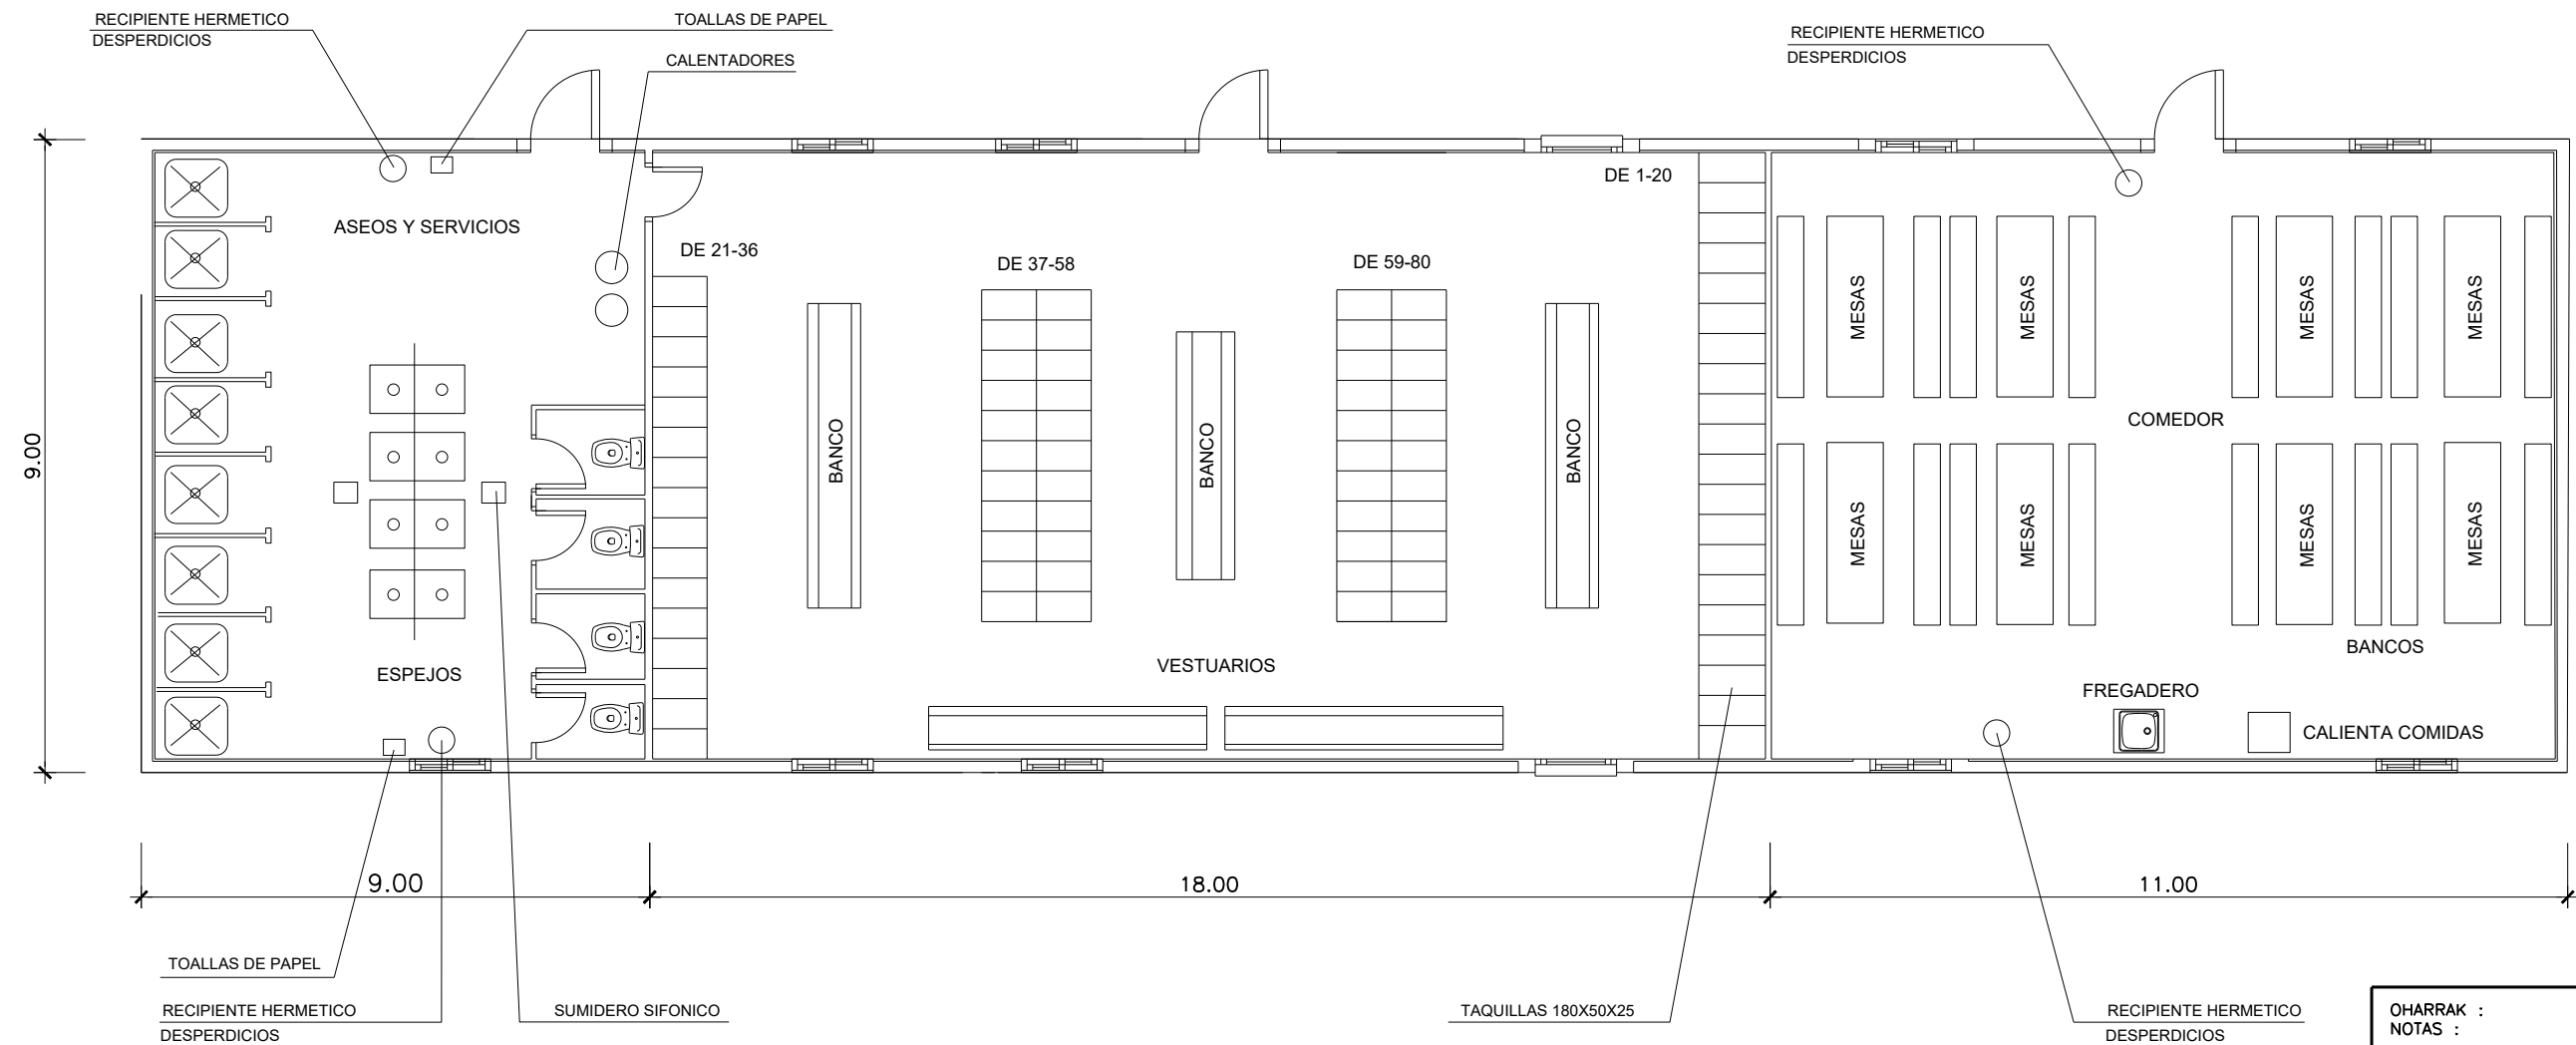 RECIPIENTE HERMETICO
DESPERDICIOS
TOALLAS DE PAPEL
CALENTADORES
RECIPIENTE HERMETICO
DESPERDICIOS
DE 1-20
ASEOS Y SERVICIOS
DE 21-36
DE 37-58
DE 59-80
MESAS
MESAS
MESAS
MESAS
COMEDOR
9.00
BANCO
BANCO
BANCO
MESAS
MESAS
MESAS
MESAS
BANCOS
ESPEJOS
VESTUARIOS
FREGADERO
CALIENTA COMIDAS
9.00
18.00
11.00
TOALLAS DE PAPEL
RECIPIENTE HERMETICO
DESPERDICIOS
SUMIDERO SIFONICO
TAQUILLAS 180X50X25
RECIPIENTE HERMETICO
DESPERDICIOS
OHARRAK :
NOTAS :